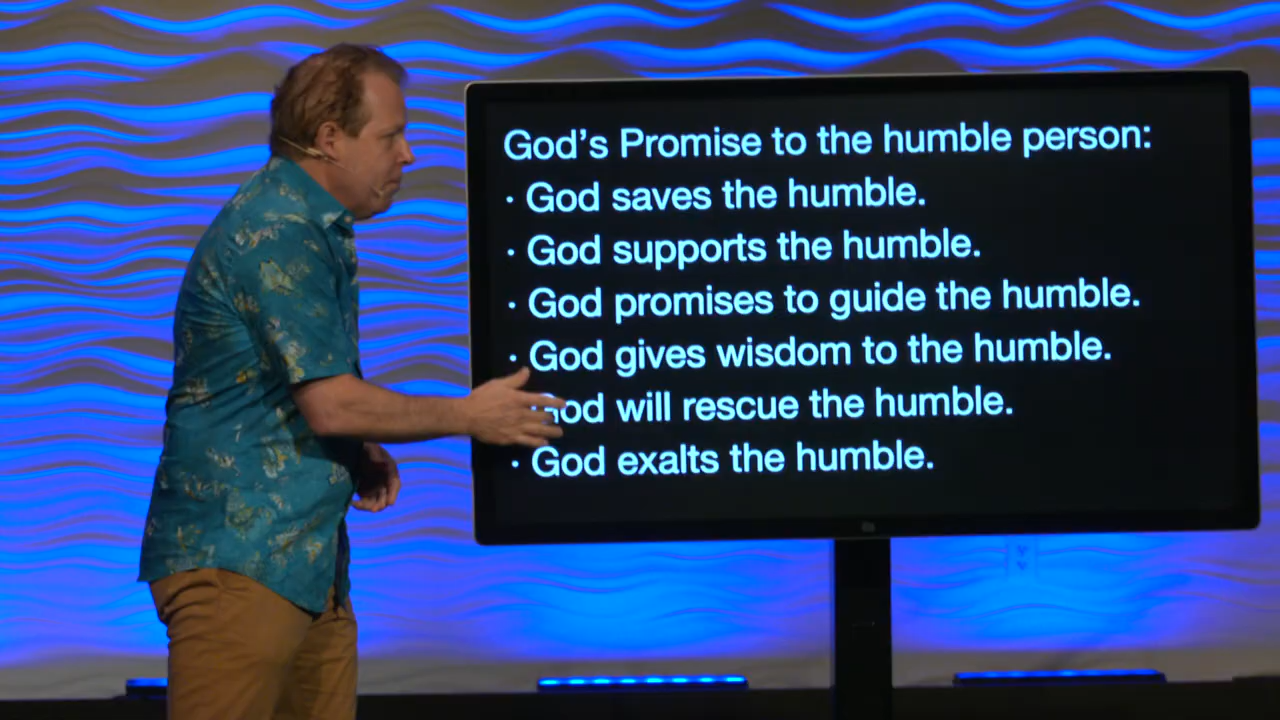 God's Promise to the humble person:
· God saves the humble.
· God supports the humble.
· God promises to guide the humble.
· God gives wisdom to the humble.
God will rescue the humble.
· God exalts the humble.